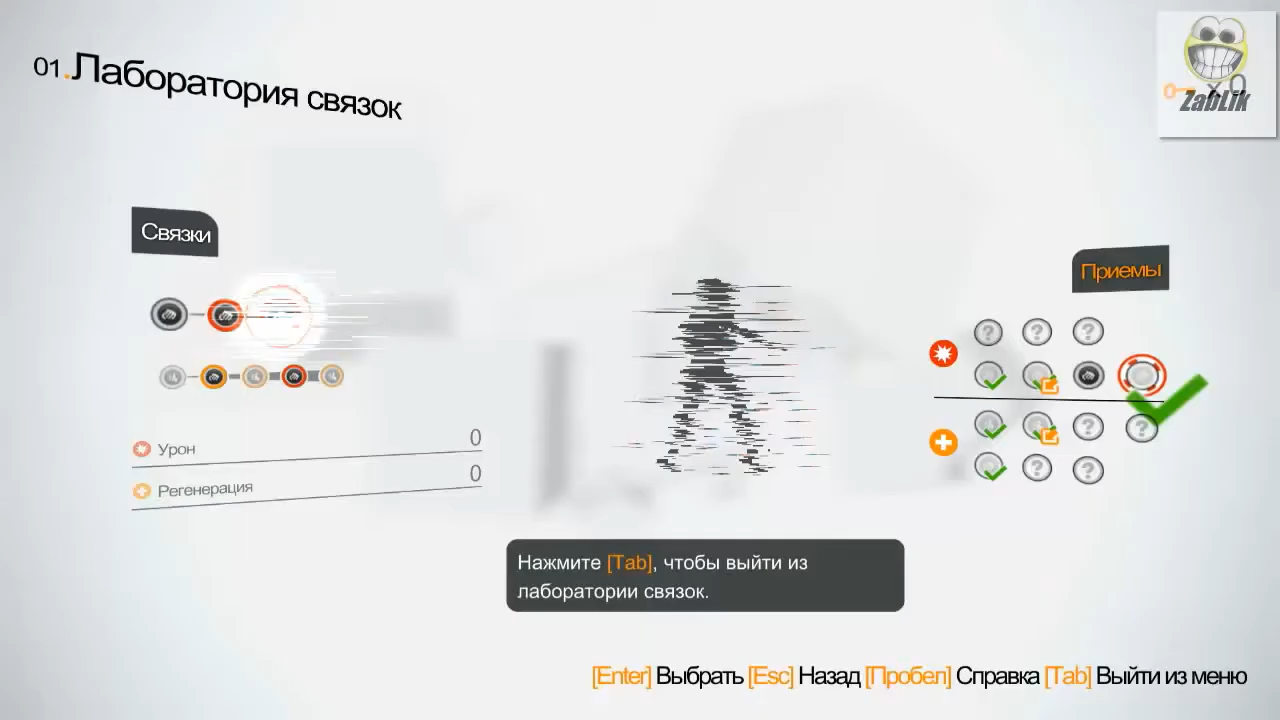 01.Лаборатория связок
x0
ZabLik
Связки
Приемы
? ? ?
? ?
? ?
Урон 0
Регенерация 0
Нажмите [Tab], чтобы выйти из
лаборатории связок.
[Enter] Выбрать [Esc] Назад [Пробел] Справка [Tab] Выйти из меню